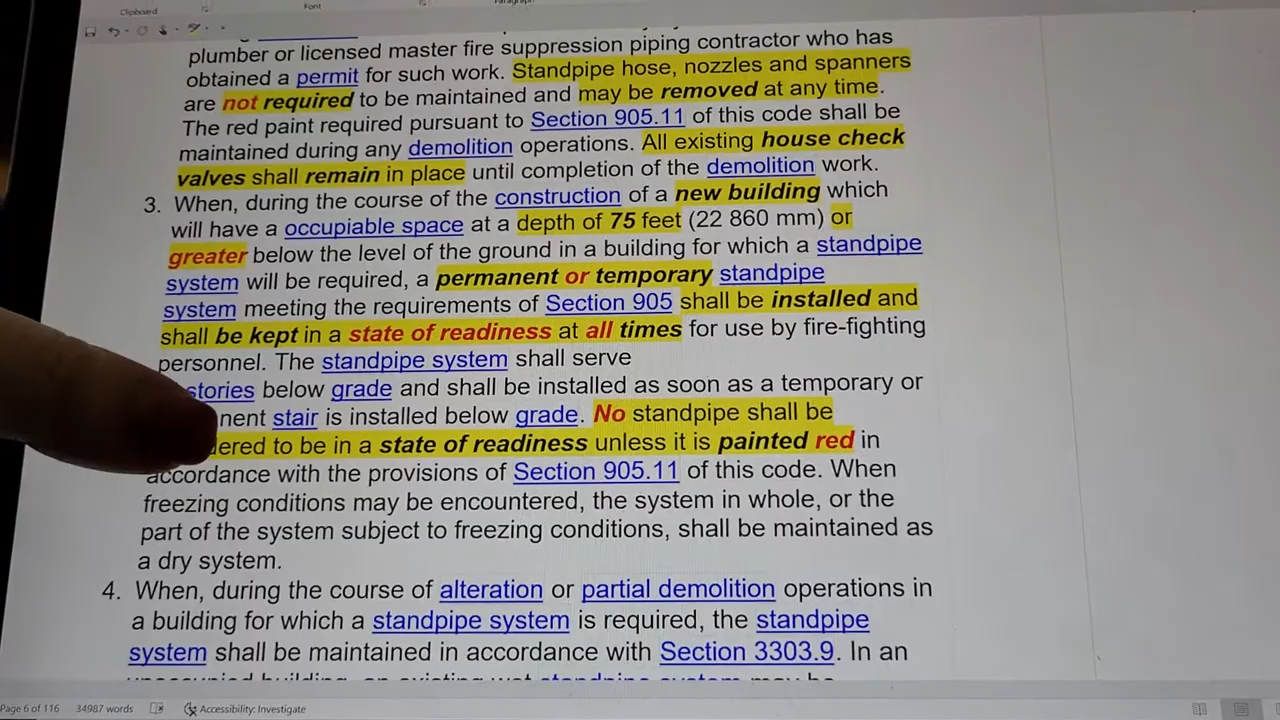 Clipboard
Font
Paragraph
plumber or licensed master fire suppression piping contractor who has
obtained a permit for such work. Standpipe hose, nozzles and spanners
are not required to be maintained and may be removed at any time.
The red paint required pursuant to Section 905.11 of this code shall be
maintained during any demolition operations. All existing house check
valves shall remain in place until completion of the demolition work.
3. When, during the course of the construction of a new building which
will have a occupiable space at a depth of 75 feet (22 860 mm) or
greater below the level of the ground in a building for which a standpipe
system will be required, a permanent or temporary standpipe
system meeting the requirements of Section 905 shall be installed and
shall be kept in a state of readiness at all times for use by fire-fighting
personnel. The standpipe system shall serve
stories below grade and shall be installed as soon as a temporary or
nent stair is installed below grade. No standpipe shall be
dered to be in a state of readiness unless it is painted red in
accordance with the provisions of Section 905.11 of this code. When
freezing conditions may be encountered, the system in whole, or the
part of the system subject to freezing conditions, shall be maintained as
a dry system.
4. When, during the course of alteration or partial demolition operations in
a building for which a standpipe system is required, the standpipe
system shall be maintained in accordance with Section 3303.9. In an
Page 6 of 116 34987 words Accessibility: Investigate